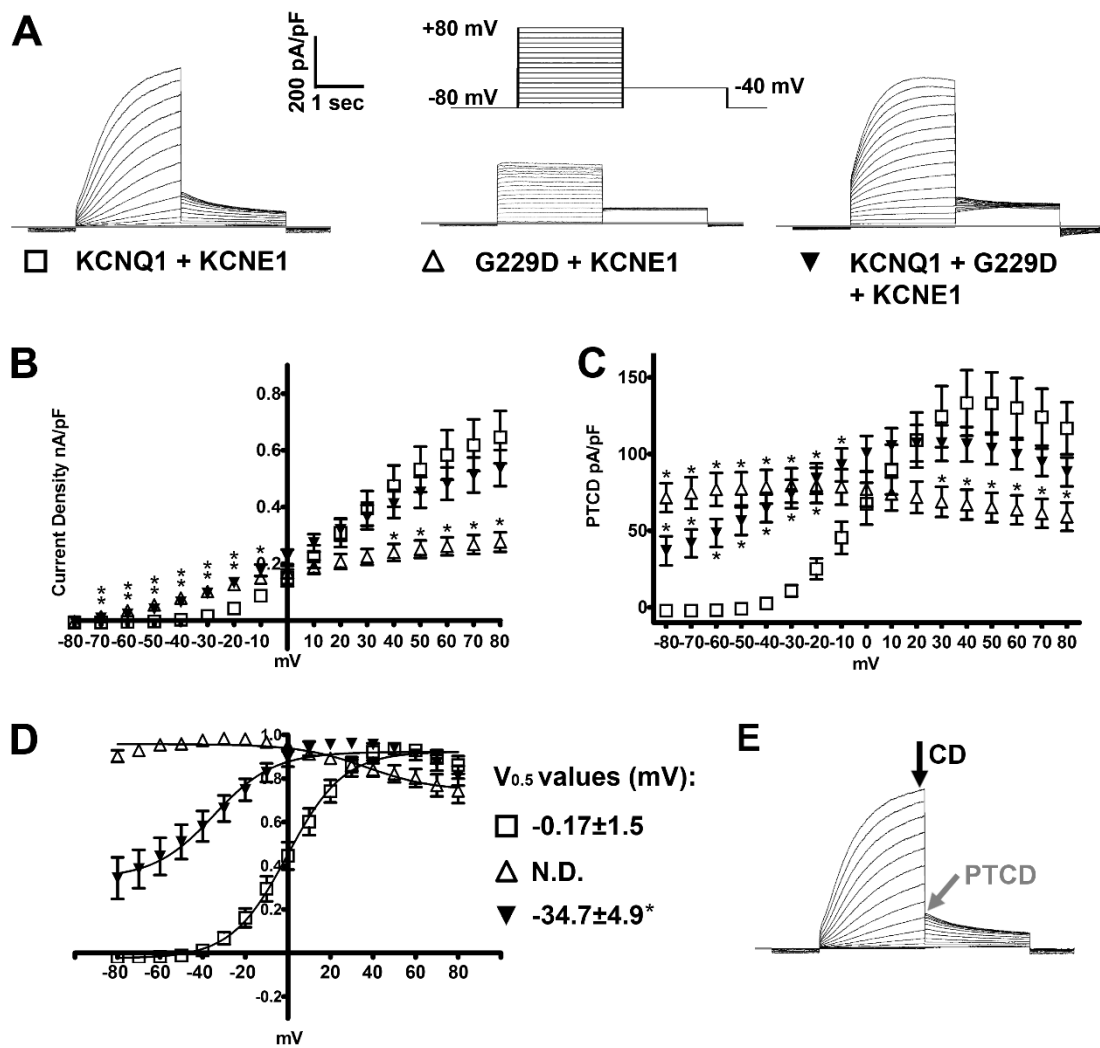 A
+80 mV
-80 mV
-40 mV
200 pA/pF
1 sec
KCNQ1 + KCNE1
G229D + KCNE1
KCNQ1 + G229D
+ KCNE1
B
Current Density nA/pF
0.8
0.6
0.4
0.2
-80 -70 -60 -50 -40 -30 -20 -10 10 20 30 40 50 60 70 80
mV
* * * * * * *
* * * * * *
* * * * *
C
PTCD pA/pF
150
100
50
0
-80 -70 -60 -50 -40 -30 -20 -10 0 10 20 30 40 50 60 70 80
mV
D
1.0
0.8
0.6
0.4
0.2
-0.2
-80 -60 -40 -20 20 40 60 80
mV
V0.5 values (mV):
-0.17±1.5
N.D.
-34.7±4.9*
E
CD
PTCD